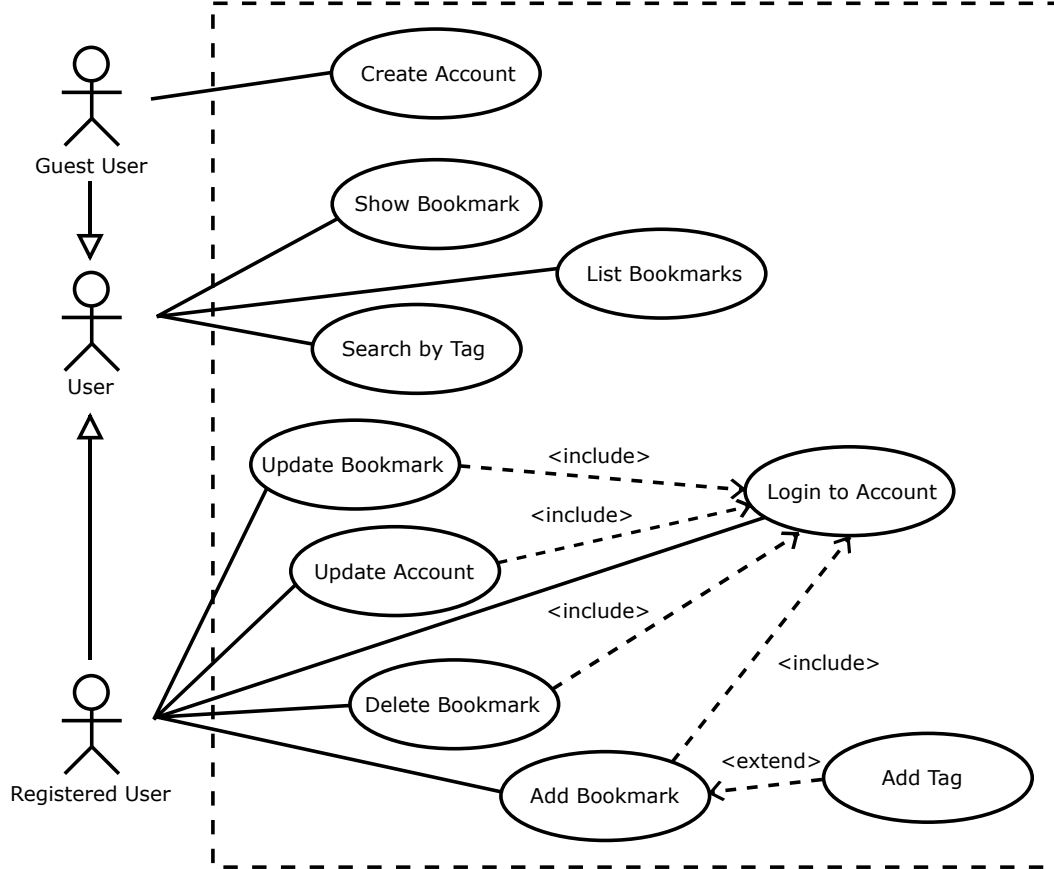 Create Account
Guest User
Show Bookmark
List Bookmarks
Search by Tag
User
Update Bookmark
<include>
Login to Account
<include>
Update Account
<include>
<include>
Delete Bookmark
Registered User
<extend>
Add Bookmark
Add Tag